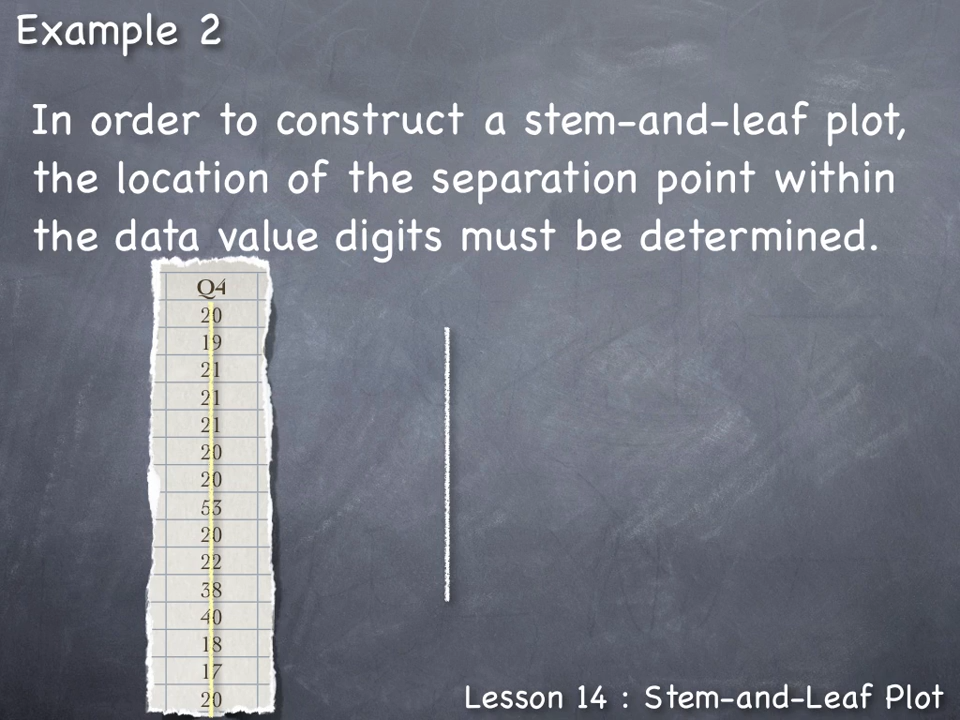 Example 2
In order to construct a stem-and-leaf plot,
the location of the separation point within
the data value digits must be determined.
Q4
20
19
21
21
21
20
20
53
20
22
38
40
18
17
20
Lesson 14 : Stem-and-Leaf Plot